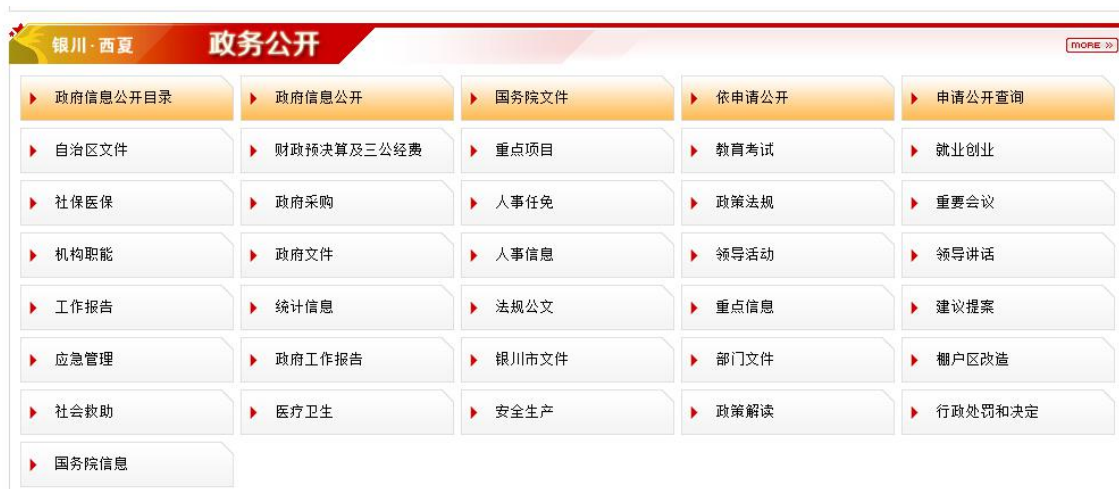 银川·西夏 政务公开 MORE »
政府信息公开目录 政府信息公开 国务院文件 依申请公开 申请公开查询
自治区文件 财政预决算及三公经费 重点项目 教育考试 就业创业
社保医保 政府采购 人事任免 政策法规 重要会议
机构职能 政府文件 人事信息 领导活动 领导讲话
工作报告 统计信息 法规公文 重点信息 建议提案
应急管理 政府工作报告 银川市文件 部门文件 棚户区改造
社会救助 医疗卫生 安全生产 政策解读 行政处罚和决定
国务院信息